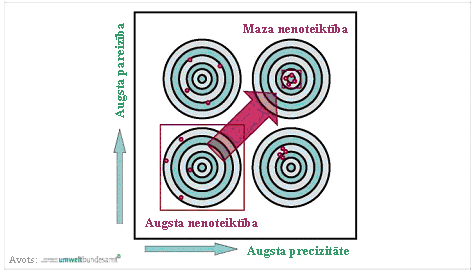 Maza nenoteiktība
Augsta pareizība
Augsta nenoteiktība
Augsta precizitāte
Avots: umweltbundesamt